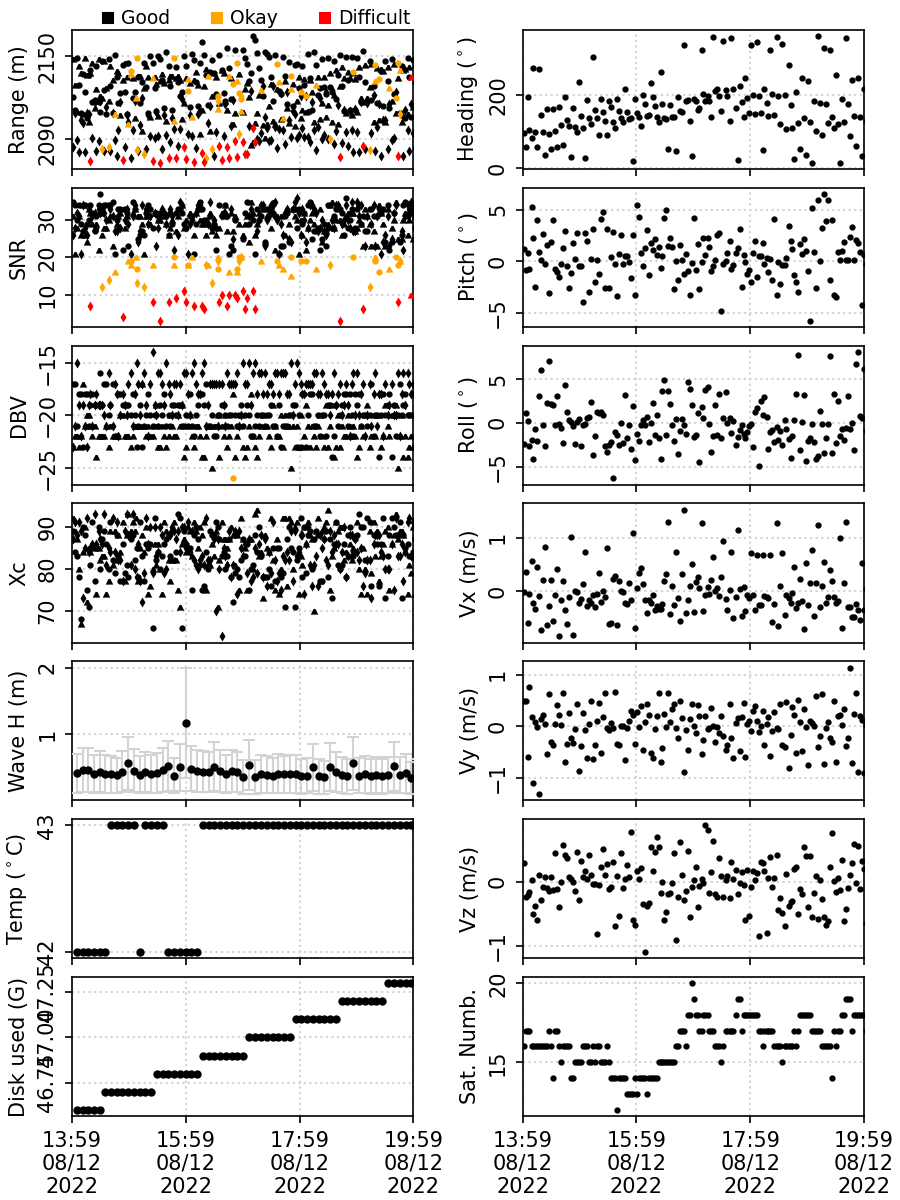 Good Okay Difficult
Range (m)
2150
2090
Heading (°)
200
0
SNR
30
20
10
Pitch (°)
5
0
−5
DBV
−15
−20
−25
Roll (°)
5
0
−5
Xc
90
80
70
Vx (m/s)
1
0
Wave H (m)
2
1
Vy (m/s)
1
0
−1
Temp (°C)
43
42
Vz (m/s)
0
−1
Disk used (G)
47.25
47.00
46.75
Sat. Numb.
20
15
13:59 15:59 17:59 19:59 13:59 15:59 17:59 19:59
08/12 08/12 08/12 08/12 08/12 08/12 08/12 08/12
2022 2022 2022 2022 2022 2022 2022 2022